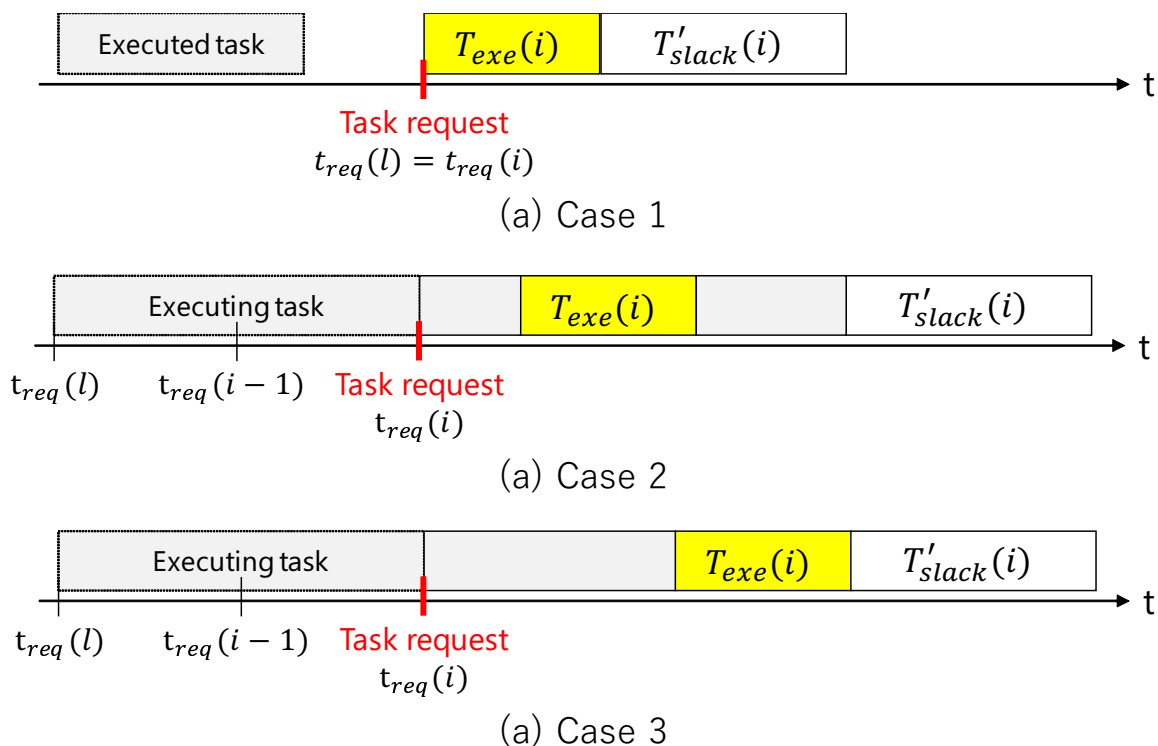 Executed task
T_exe(i)
T'_slack(i)
t
Task request
t_req(l) = t_req(i)
(a) Case 1
Executing task
T_exe(i)
T'_slack(i)
t
t_req(l)
t_req(i − 1)
Task request
t_req(i)
(a) Case 2
Executing task
T_exe(i)
T'_slack(i)
t
t_req(l)
t_req(i − 1)
Task request
t_req(i)
(a) Case 3